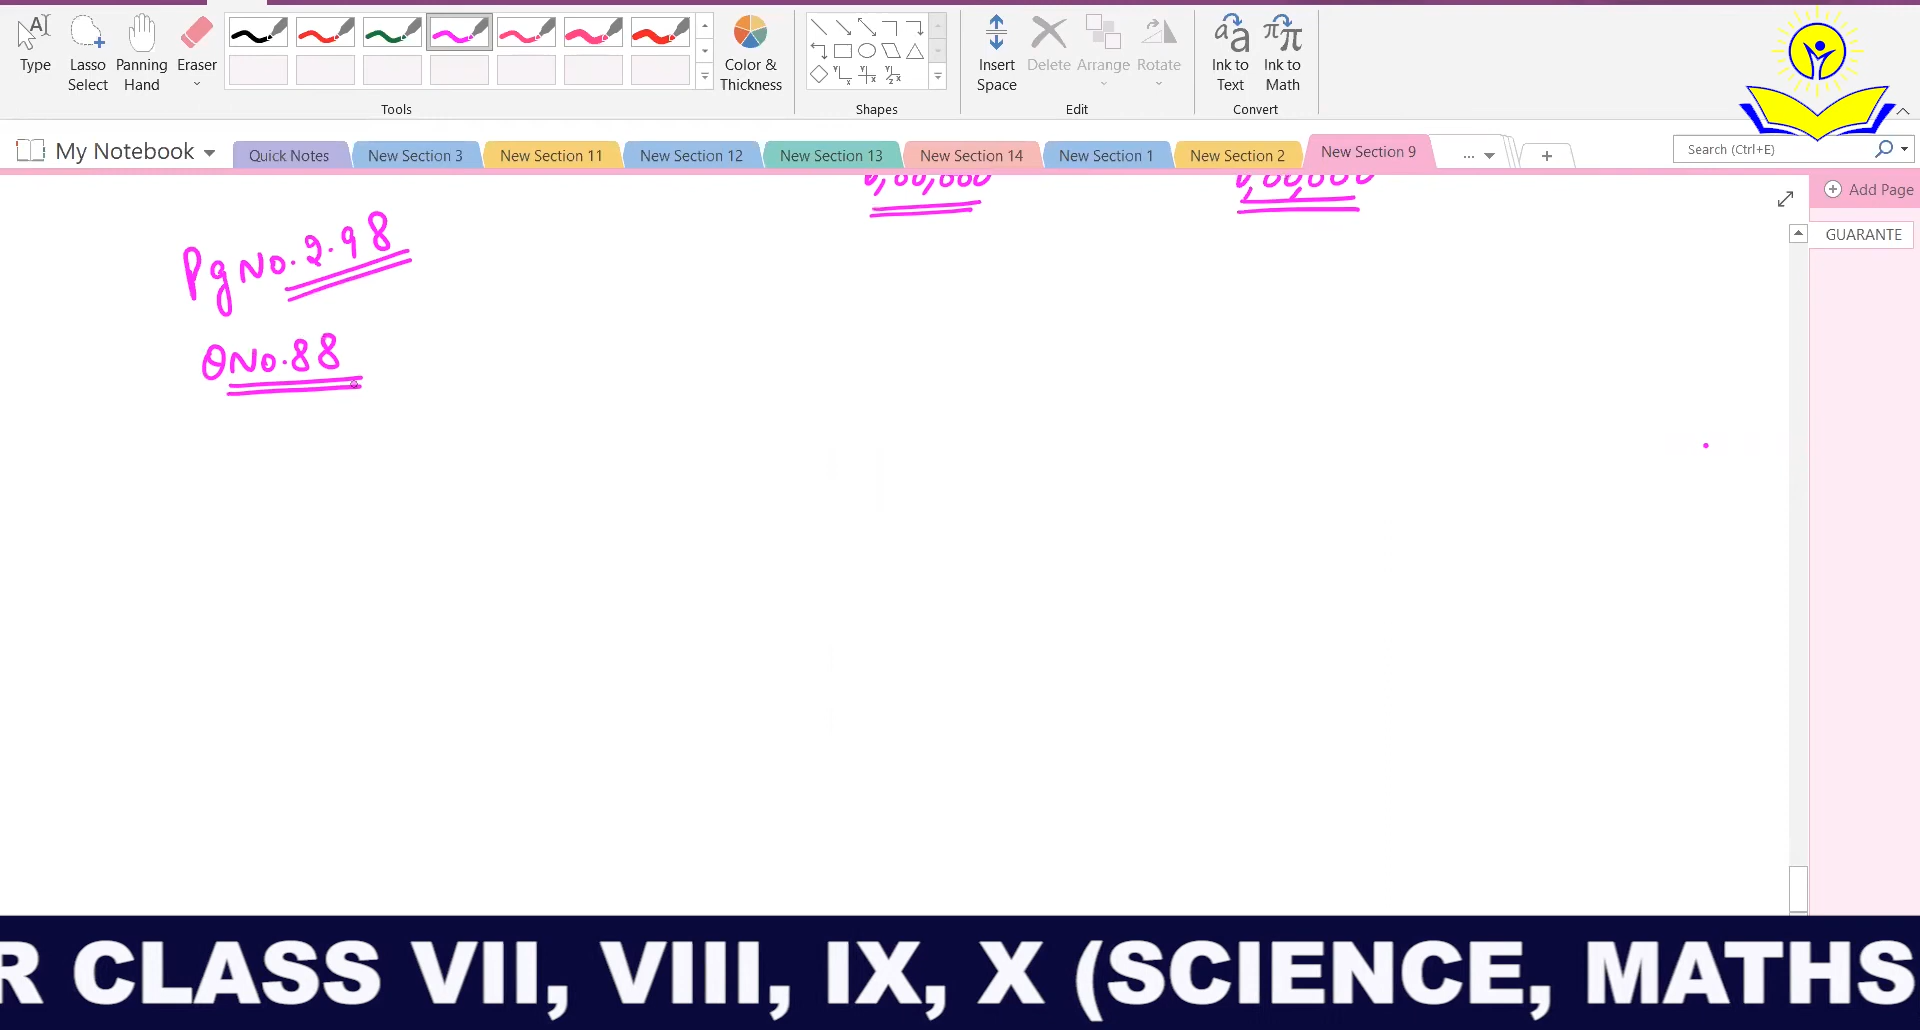 Type
Lasso Select
Panning Hand
Eraser
Color & Thickness
Insert Space
Delete
Arrange
Rotate
Ink to Text
Ink to Math
Tools
Shapes
Edit
Convert
My Notebook
Quick Notes
New Section 3
New Section 11
New Section 12
New Section 13
New Section 14
New Section 1
New Section 2
New Section 9
...
Search (Ctrl+E)
Add Page
GUARANTE
Pg No. 2.98
QNo.88
R CLASS VII, VIII, IX, X (SCIENCE, MATHS